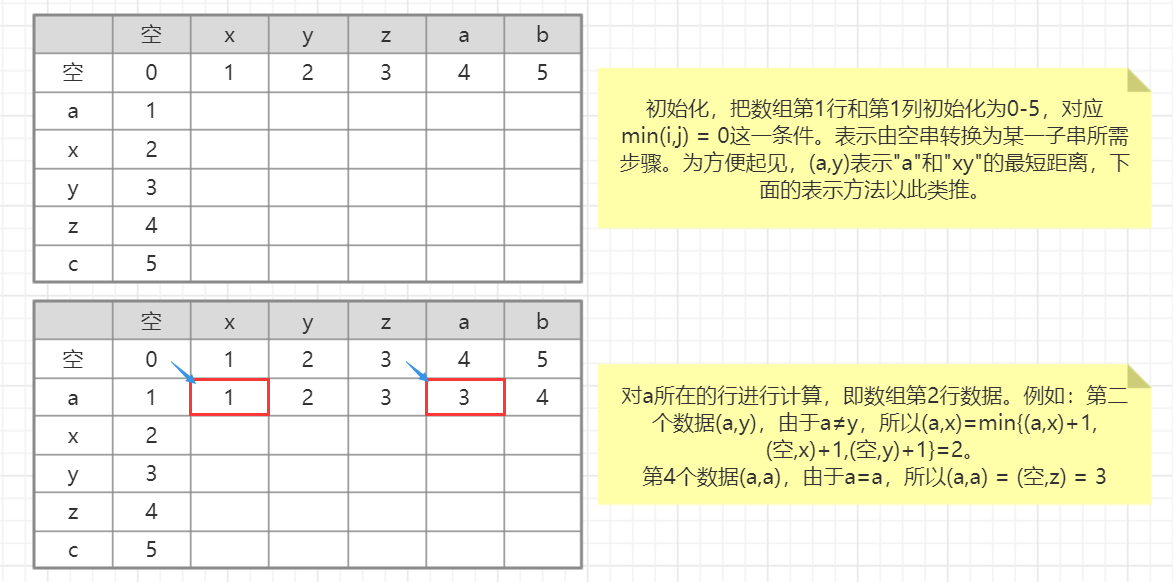 空 x y z a b
空 0 1 2 3 4 5
a 1
x 2
y 3
z 4
c 5
初始化，把数组第1行和第1列初始化为0-5，对应
min(i,j) = 0这一条件。表示由空串转换为某一子串所需
步骤。为方便起见，(a,y)表示"a"和"xy"的最短距离，下
面的表示方法以此类推。
空 x y z a b
空 0 1 2 3 4 5
a 1 1 2 3 3 4
x 2
y 3
z 4
c 5
对a所在的行进行计算，即数组第2行数据。例如：第二
个数据(a,y)，由于a≠y，所以(a,x)=min{(a,x)+1,
(空,x)+1,(空,y)+1}=2。
第4个数据(a,a)，由于a=a，所以(a,a) = (空,z) = 3